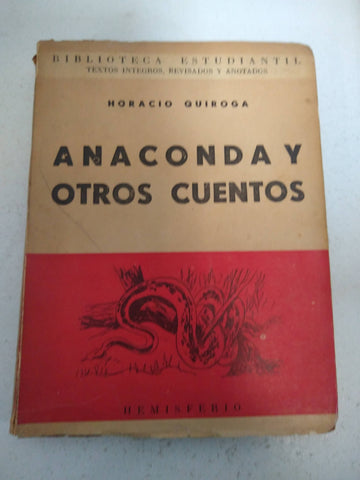 BIBLIOTECA ESTUDIANTIL
TEXTOS INTEGROS, REVISADOS Y ANOTADOS
HORACIO QUIROGA
ANACONDA Y
OTROS CUENTOS
HEMISFERIO